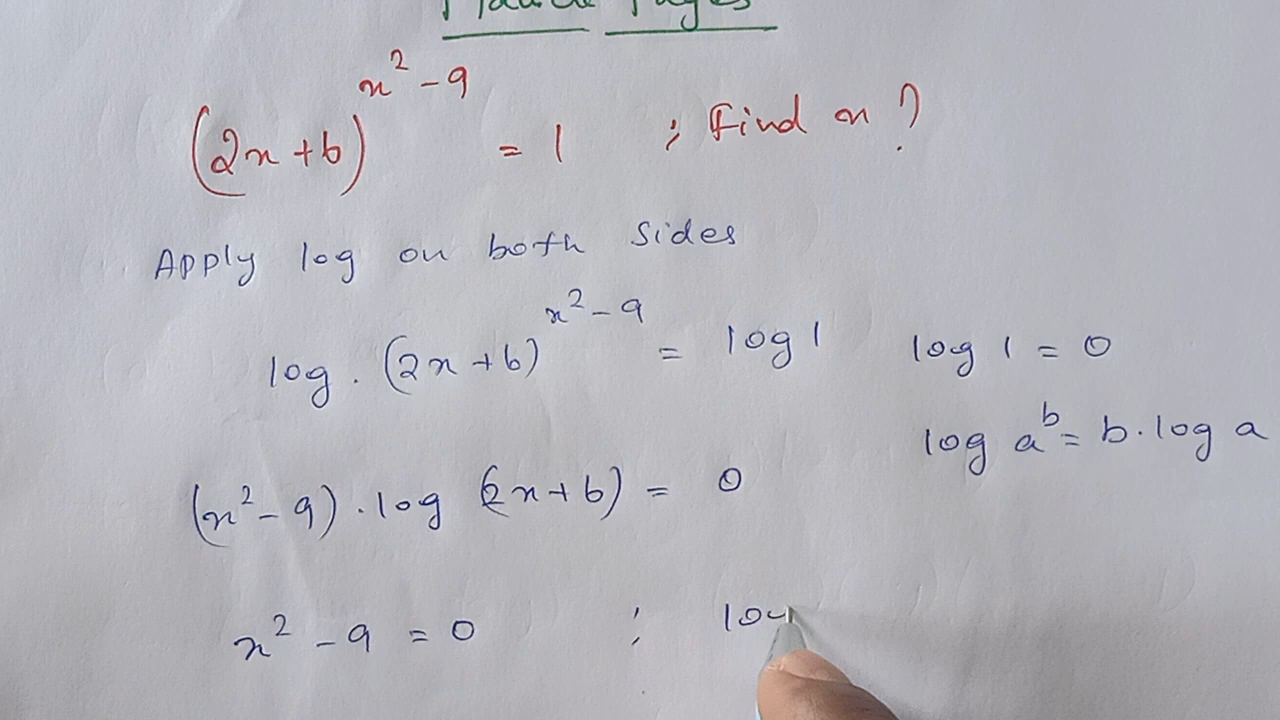 (2x+6)^(x²-9) = 1 ; Find x ?
Apply log on both sides
log . (2x+6)^(x²-9) = log 1
log 1 = 0
log a^b = b . log a
(x²-9) . log (2x+6) = 0
x² - 9 = 0 ; log